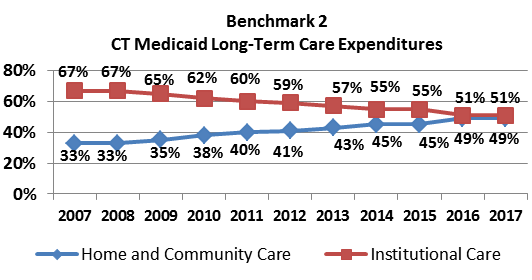 Benchmark 2
CT Medicaid Long-Term Care Expenditures
80%
60%
40%
20%
0%
67% 67% 65% 62% 60% 59% 57% 55% 55% 51% 51%
33% 33% 35% 38% 40% 41% 43% 45% 45% 49% 49%
2007 2008 2009 2010 2011 2012 2013 2014 2015 2016 2017
Home and Community Care Institutional Care